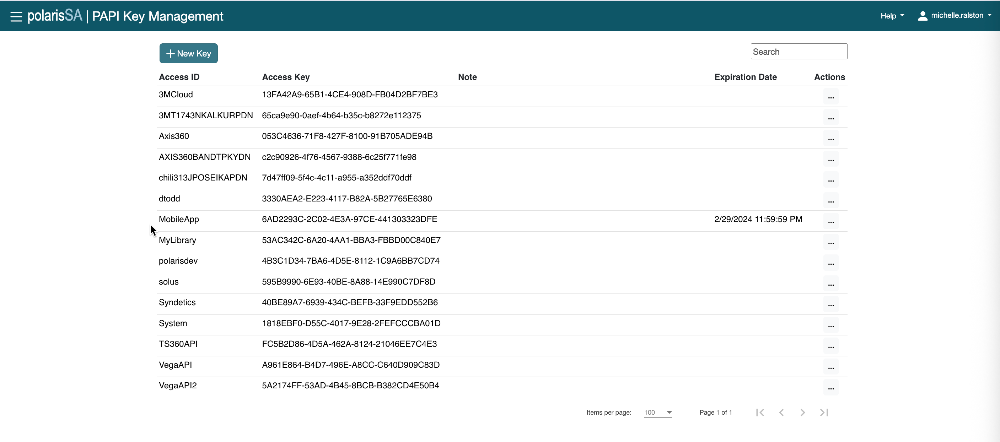 polarisSA | PAPI Key Management Help michelle.ralston
+ New Key Search
Access ID Access Key Note Expiration Date Actions
3MCloud 13FA42A9-65B1-4CE4-908D-FB04D2BF7BE3 ...
3MT1743NKALKURPDN 65ca9e90-0aef-4b64-b35c-b8272e112375 ...
Axis360 053C4636-71F8-427F-8100-91B705ADE94B ...
AXIS360BANDTPKYDN c2c90926-4f76-4567-9388-6c25f771fe98 ...
chili313JPOSEIKAPDN 7d47ff09-5f4c-4c11-a955-a352ddf70ddf ...
dtodd 3330AEA2-E223-4117-B82A-5B27765E6380 ...
MobileApp 6AD2293C-2C02-4E3A-97CE-441303323DFE 2/29/2024 11:59:59 PM ...
MyLibrary 53AC342C-6A20-4AA1-BBA3-FBBD00C840E7 ...
polarisdev 4B3C1D34-7BA6-4D5E-8112-1C9A6BB7CD74 ...
solus 595B9990-6E93-40BE-8A88-14E990C7DF8D ...
Syndetics 40BE89A7-6939-434C-BEFB-33F9EDD552B6 ...
System 1818EBF0-D55C-4017-9E28-2FEFCCCBA01D ...
TS360API FC5B2D86-4D5A-462A-8124-21046EE7C4E3 ...
VegaAPI A961E864-B4D7-496E-A8CC-C640D909C83D ...
VegaAPI2 5A2174FF-53AD-4B45-8BCB-B382CD4E50B4 ...
Items per page: 100 Page 1 of 1